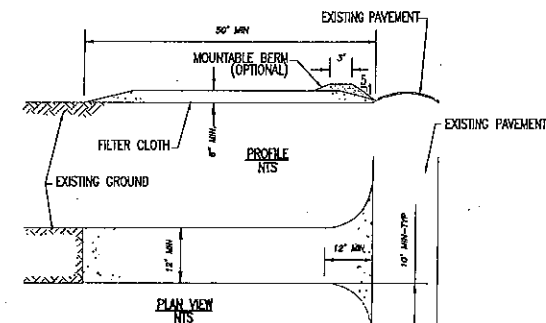 EXISTING PAVEMENT
50' MIN
3'
MOUNTABLE BERM
(OPTIONAL)
5
1
EXISTING PAVEMENT
FILTER CLOTH
6" MIN
PROFILE
NTS
EXISTING GROUND
12' MIN
12' MIN
10' MIN-TYP
PLAN VIEW
NTS